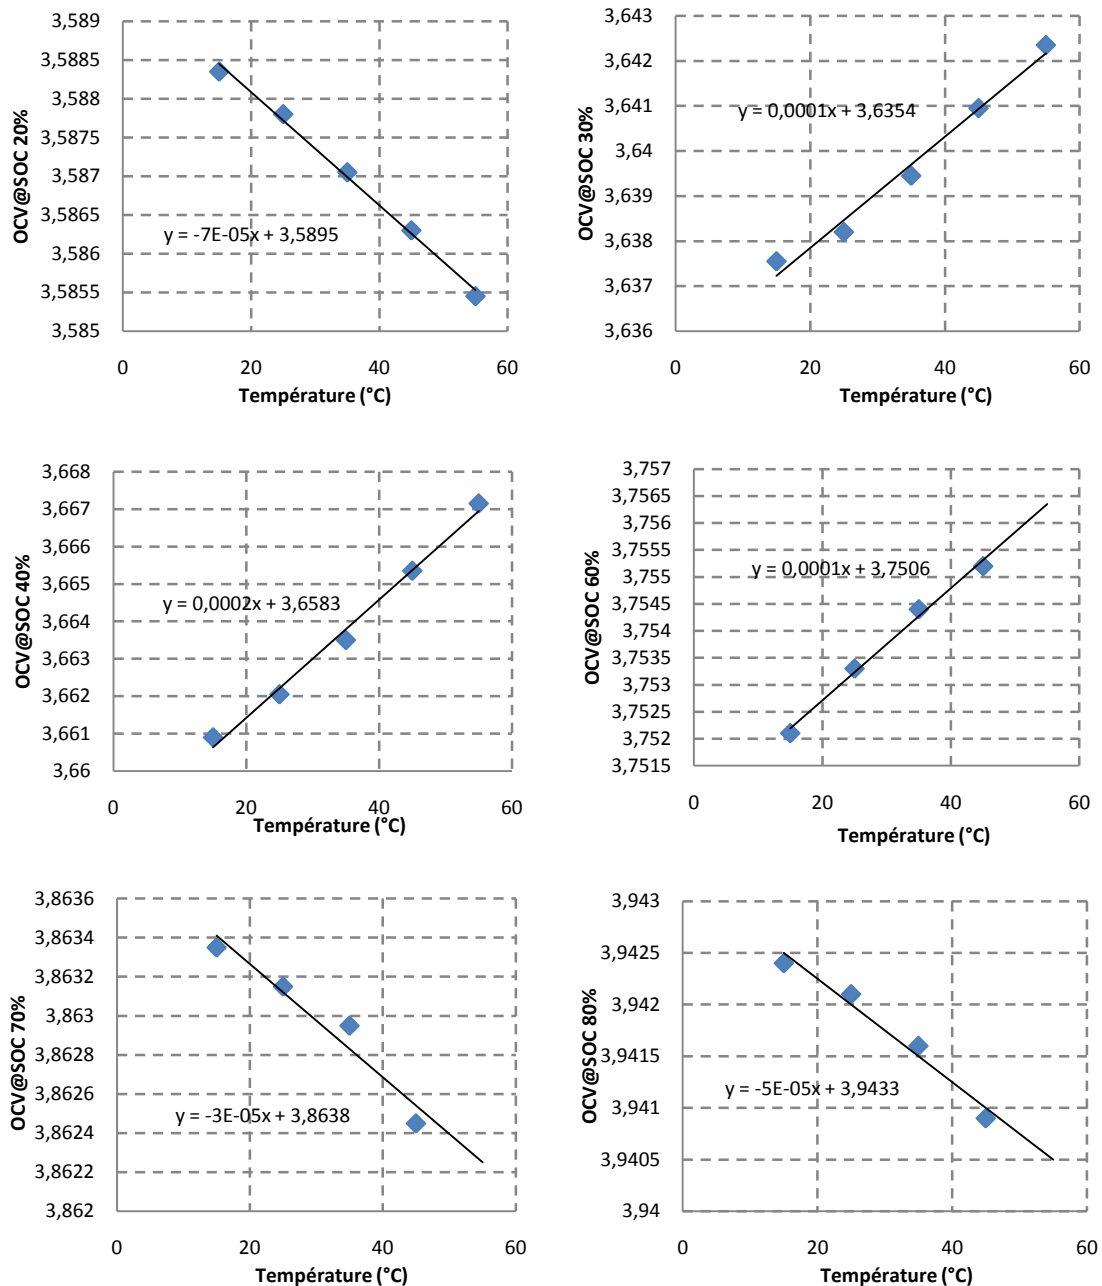 OCV@SOC 20%
3,589
3,5885
3,588
3,5875
3,587
3,5865
3,586
3,5855
3,585
y = -7E-05x + 3,5895
0 20 40 60
Température (°C)
OCV@SOC 30%
3,643
3,642
3,641
3,64
3,639
3,638
3,637
3,636
y = 0,0001x + 3,6354
0 20 40 60
Température (°C)
OCV@SOC 40%
3,668
3,667
3,666
3,665
3,664
3,663
3,662
3,661
3,66
y = 0,0002x + 3,6583
0 20 40 60
Température (°C)
OCV@SOC 60%
3,757
3,7565
3,756
3,7555
3,755
3,7545
3,754
3,7535
3,753
3,7525
3,752
3,7515
y = 0,0001x + 3,7506
0 20 40 60
Température (°C)
OCV@SOC 70%
3,8636
3,8634
3,8632
3,863
3,8628
3,8626
3,8624
3,8622
3,862
y = -3E-05x + 3,8638
0 20 40 60
Température (°C)
OCV@SOC 80%
3,943
3,9425
3,942
3,9415
3,941
3,9405
3,94
y = -5E-05x + 3,9433
0 20 40 60
Température (°C)